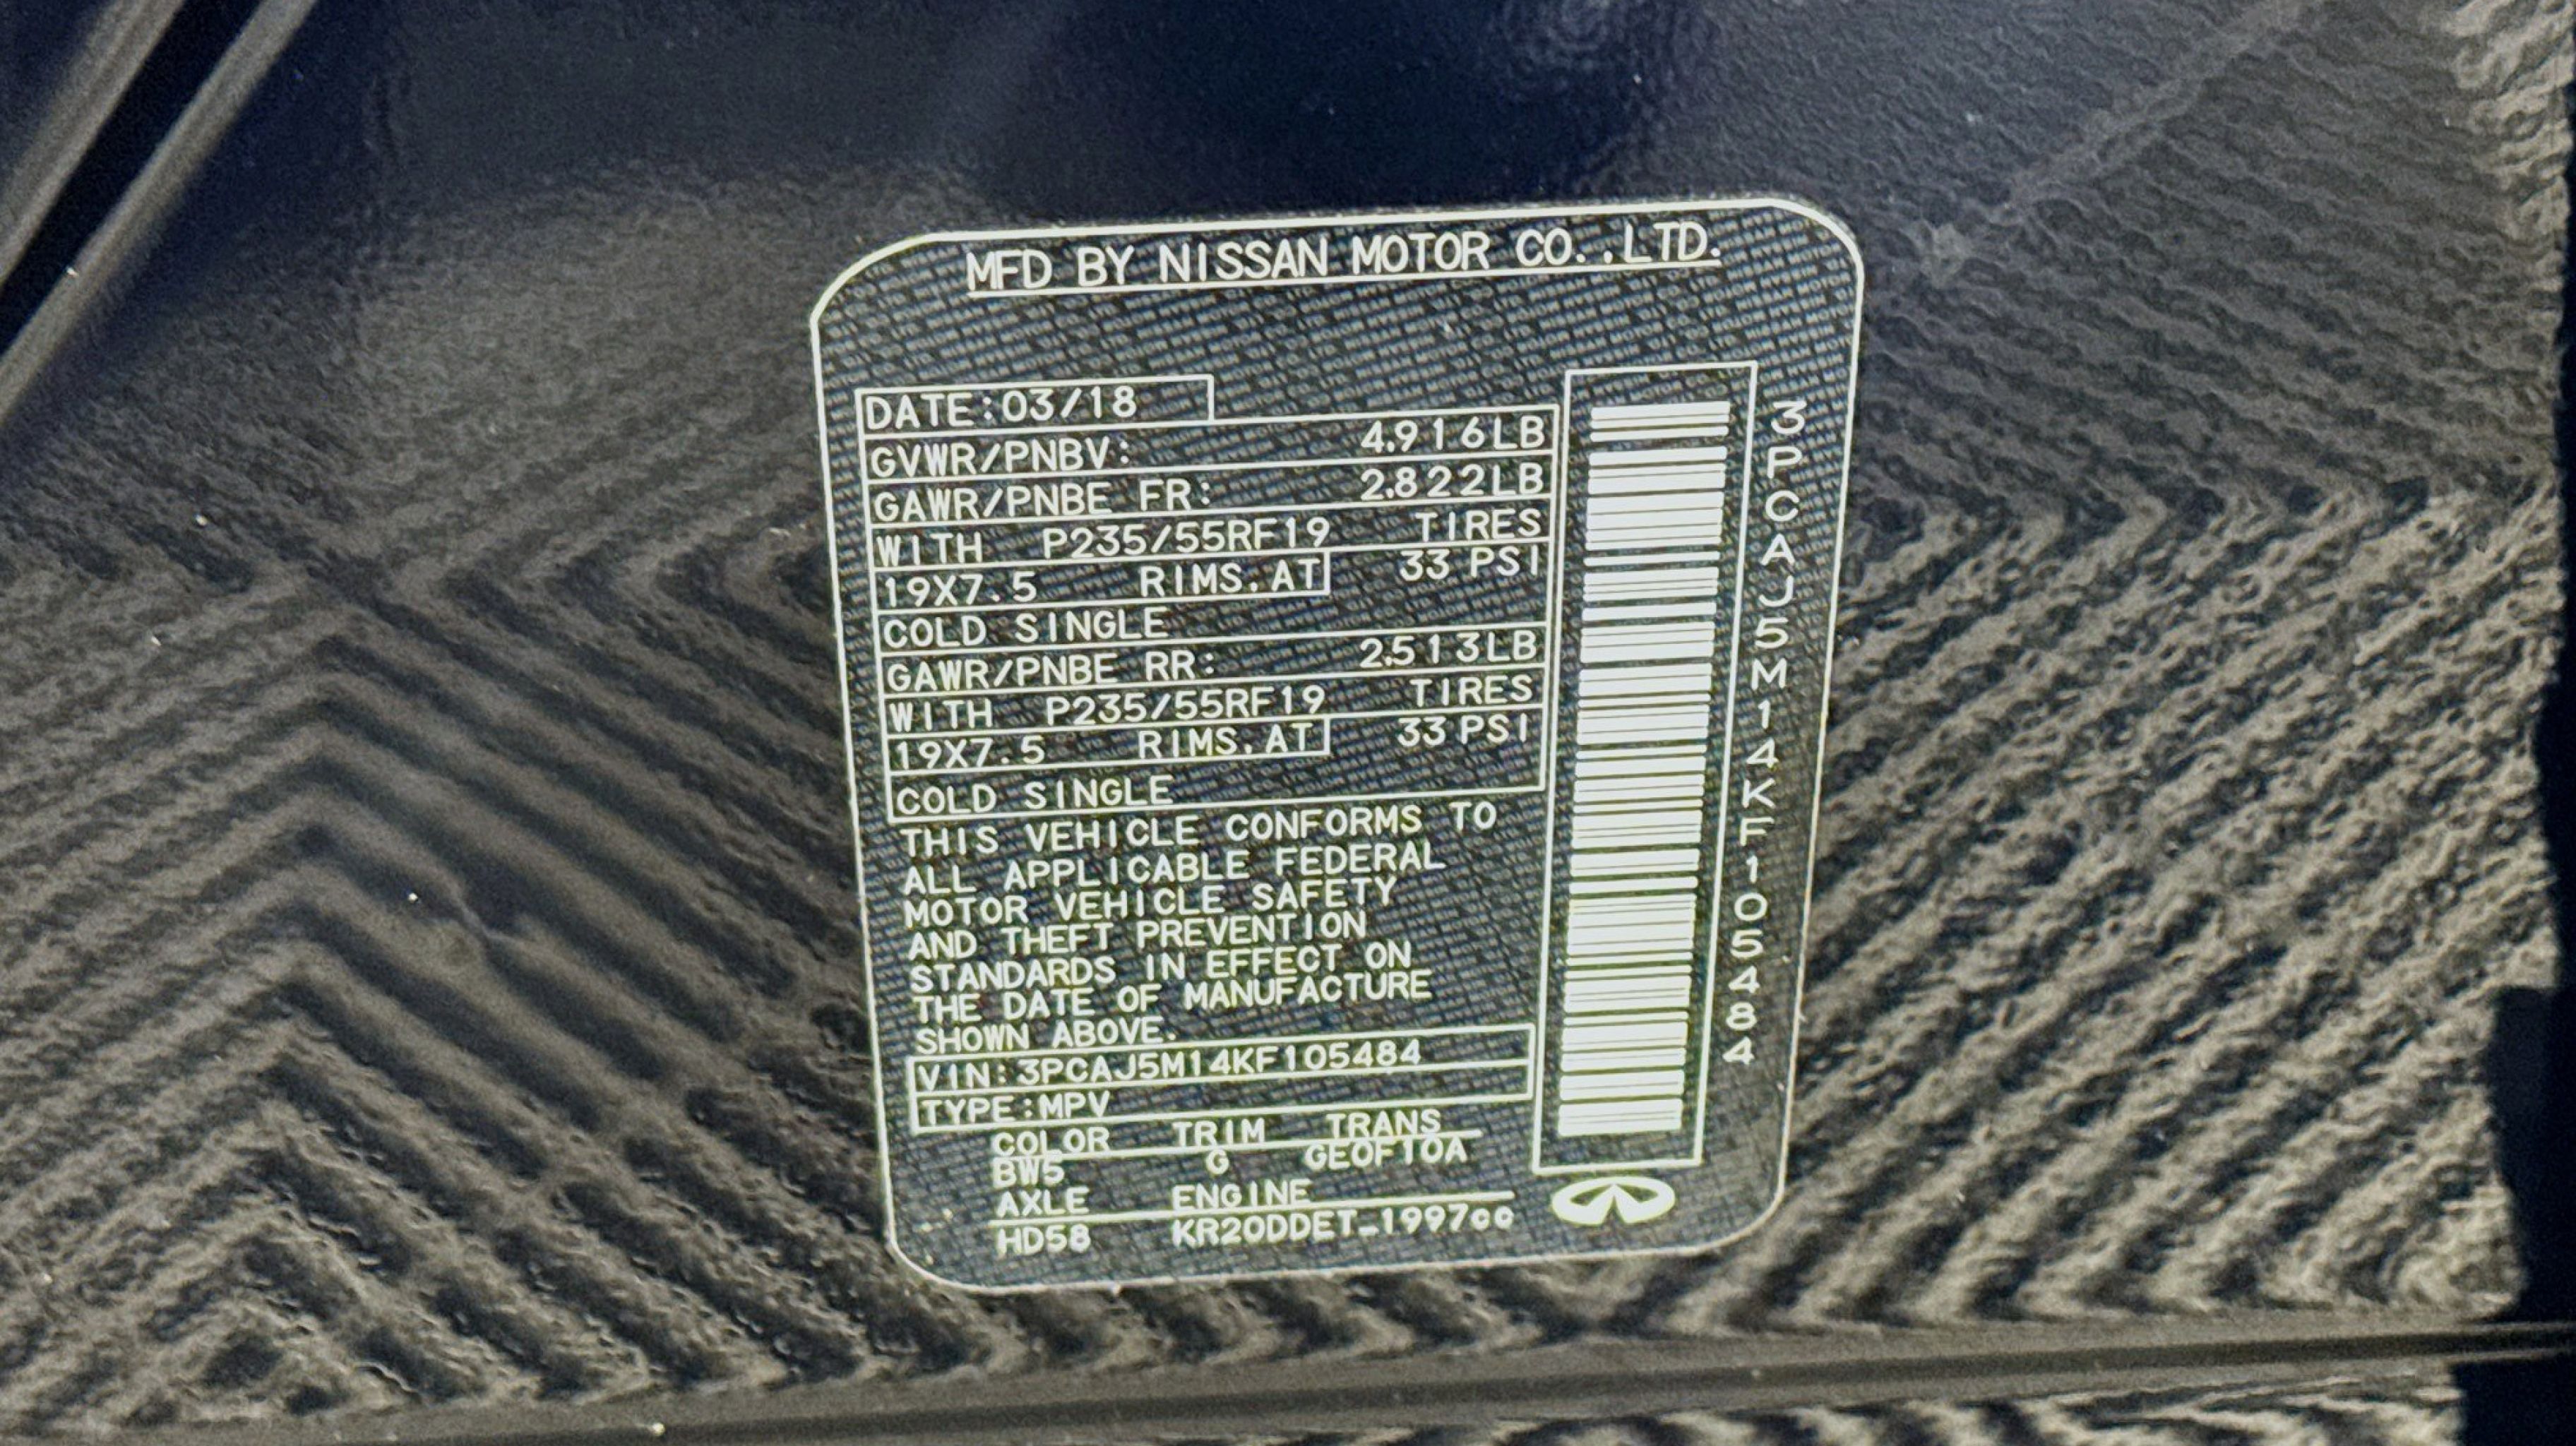 MFD BY NISSAN MOTOR CO.,LTD.
DATE:03/18
GVWR/PNBV: 4,916LB
GAWR/PNBE FR: 2,822LB
WITH P235/55RF19 TIRES
19X7.5 RIMS,AT 33 PSI
COLD SINGLE
GAWR/PNBE RR: 2,513LB
WITH P235/55RF19 TIRES
19X7.5 RIMS,AT 33 PSI
COLD SINGLE
THIS VEHICLE CONFORMS TO
ALL APPLICABLE FEDERAL
MOTOR VEHICLE SAFETY
AND THEFT PREVENTION
STANDARDS IN EFFECT ON
THE DATE OF MANUFACTURE
SHOWN ABOVE.
VIN:3PCAJ5M14KF105484
TYPE:MPV
COLOR TRIM TRANS
BW5 G GE0F10A
AXLE ENGINE
HD58 KR20DDET_1997cc
3PCAJ5M14KF105484